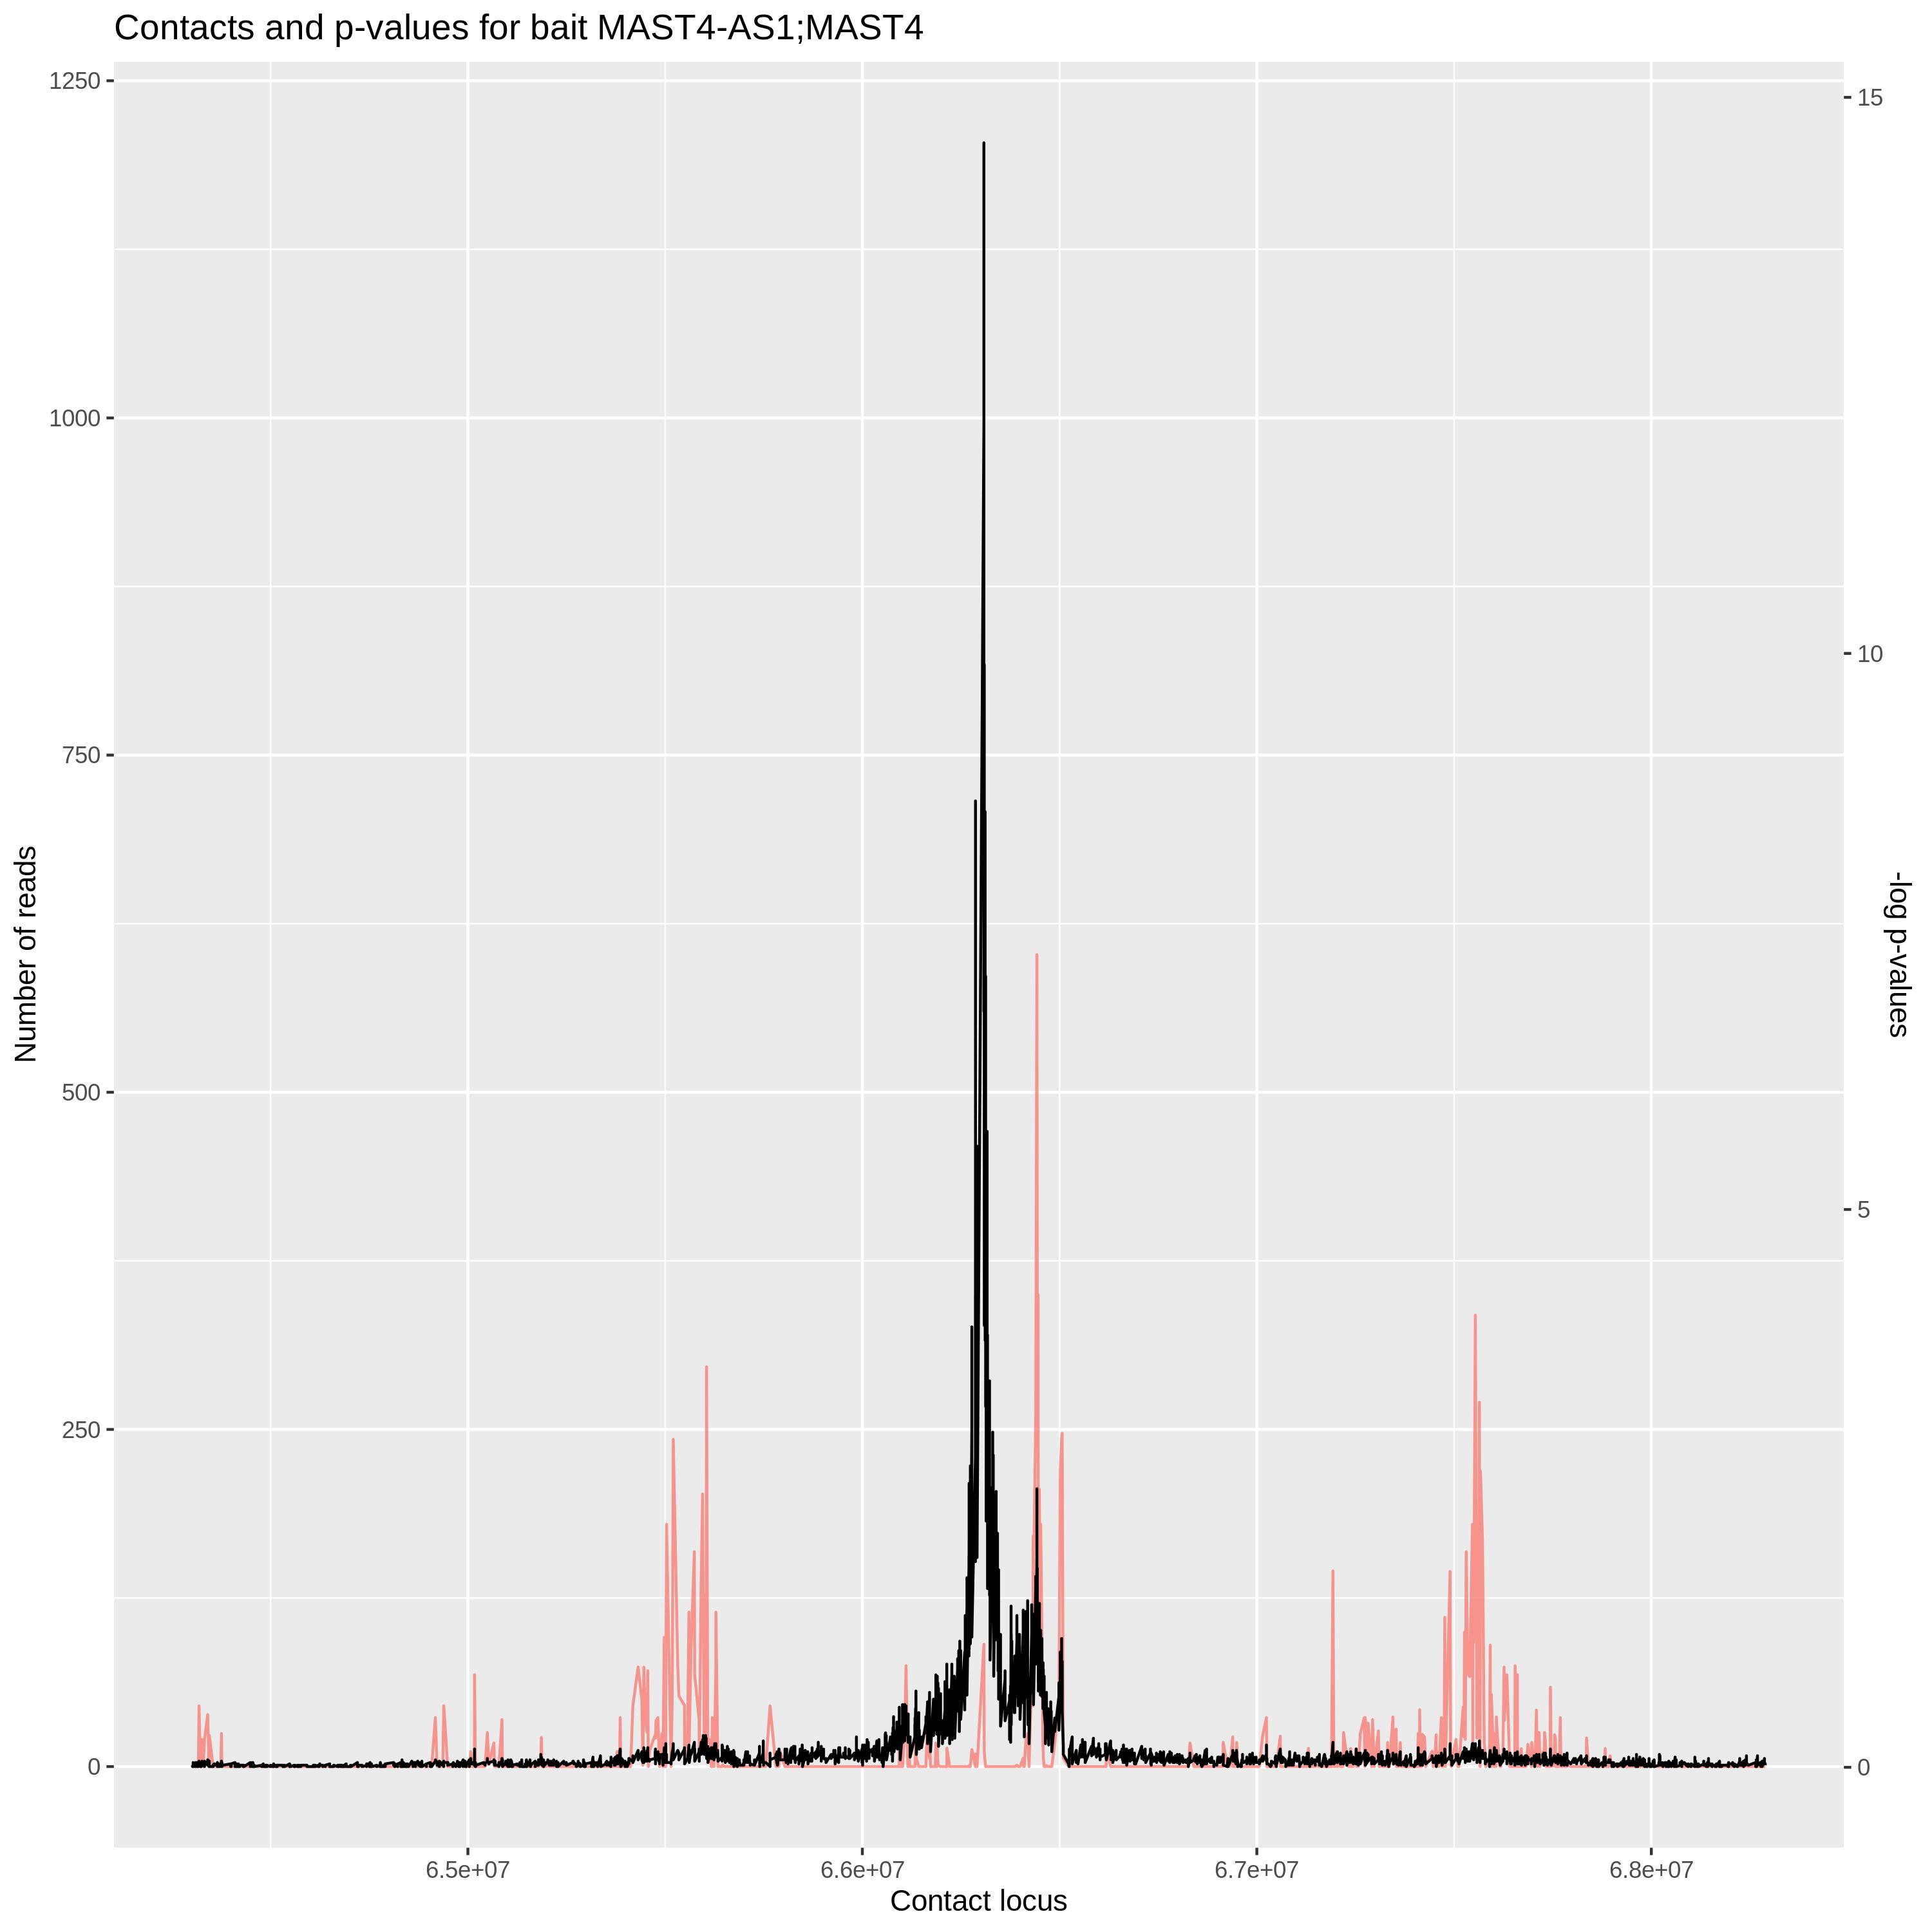 Contacts and p-values for bait MAST4-AS1;MAST4
1250
1000
750
500
250
0
Number of reads
15
10
5
0
-log p-values
6.5e+07 6.6e+07 6.7e+07 6.8e+07
Contact locus